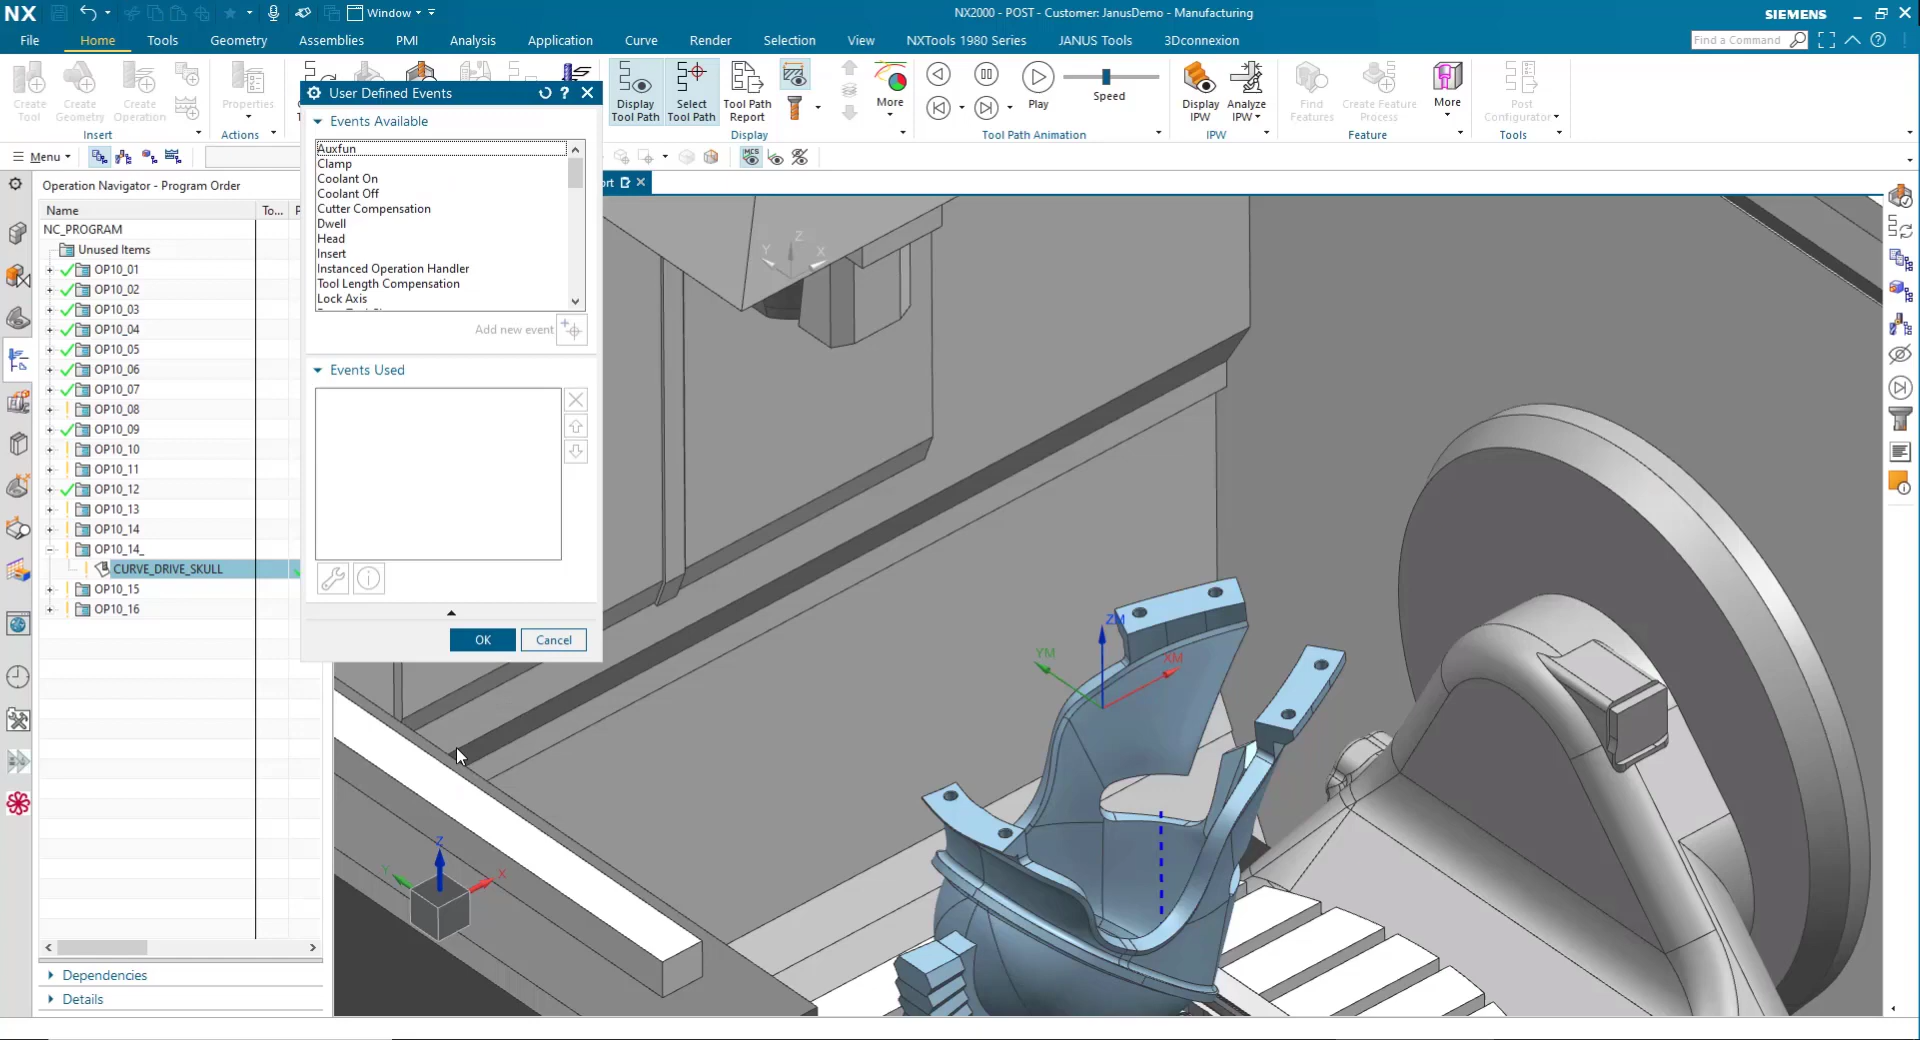 NX
Window
NX2000 - POST - Customer: JanusDemo - Manufacturing
SIEMENS
File Home Tools Geometry Assemblies PMI Analysis Application Curve Render Selection View NXTools 1980 Series JANUS Tools 3Dconnexion
Find a Command
Create Tool
Create Geometry
Create Operation
Insert
Properties
Actions
Display Tool Path
Select Tool Path
Tool Path Report
Display
More
Play
Speed
Tool Path Animation
Display IPW
Analyze IPW
IPW
Find Features
Create Feature Process
More
Feature
Post Configurator
Tools
Menu
MCS
User Defined Events
?
Events Available
Auxfun
Clamp
Coolant On
Coolant Off
Cutter Compensation
Dwell
Head
Insert
Instanced Operation Handler
Tool Length Compensation
Lock Axis
Add new event
Events Used
OK
Cancel
Operation Navigator - Program Order
Name To... P
NC_PROGRAM
Unused Items
OP10_01
OP10_02
OP10_03
OP10_04
OP10_05
OP10_06
OP10_07
OP10_08
OP10_09
OP10_10
OP10_11
OP10_12
OP10_13
OP10_14
OP10_14_
CURVE_DRIVE_SKULL
OP10_15
OP10_16
Dependencies
Details
ort
Z
Y
X
ZM
YM
XM
Z
Y
X